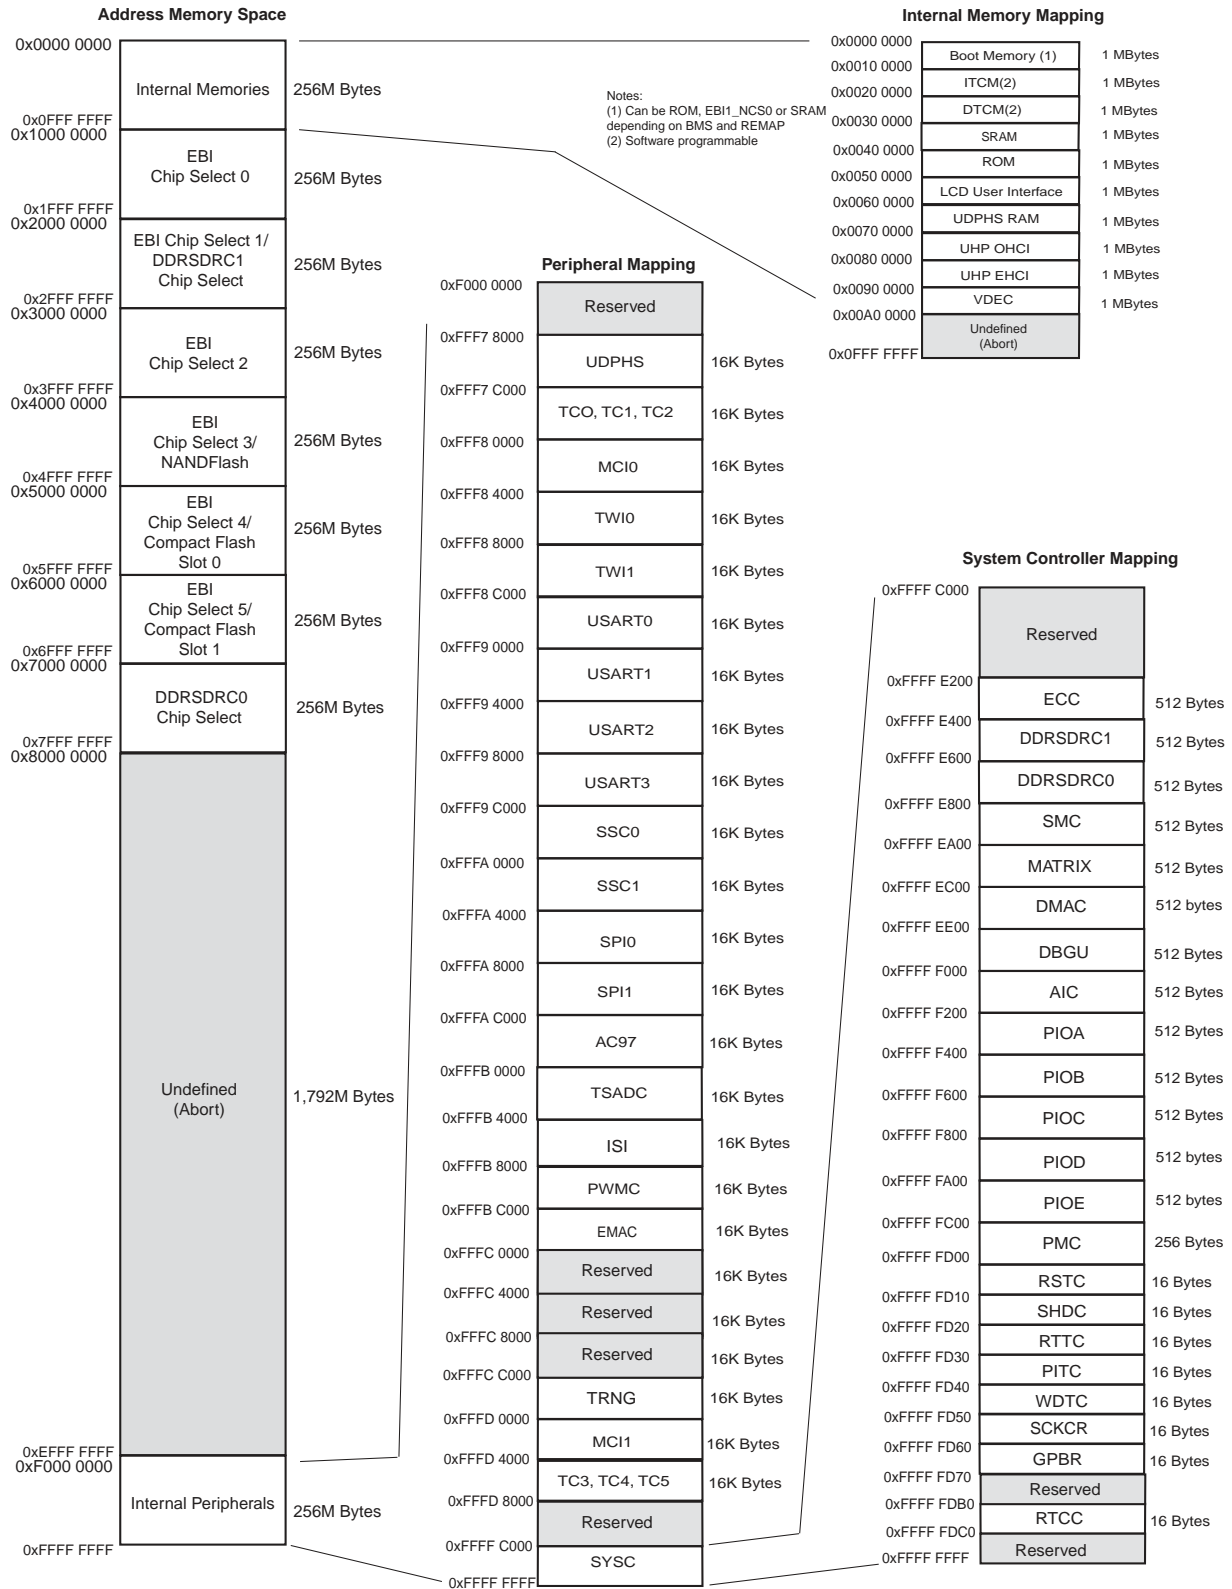 Address Memory Space
0x0000 0000
Internal Memories
256M Bytes
0x0FFF FFFF
0x1000 0000
EBI
Chip Select 0
256M Bytes
0x1FFF FFFF
0x2000 0000
EBI Chip Select 1/
DDRSDRC1
Chip Select
256M Bytes
0x2FFF FFFF
0x3000 0000
EBI
Chip Select 2
256M Bytes
0x3FFF FFFF
0x4000 0000
EBI
Chip Select 3/
NANDFlash
256M Bytes
0x4FFF FFFF
0x5000 0000
EBI
Chip Select 4/
Compact Flash
Slot 0
256M Bytes
0x5FFF FFFF
0x6000 0000
EBI
Chip Select 5/
Compact Flash
Slot 1
256M Bytes
0x6FFF FFFF
0x7000 0000
DDRSDRC0
Chip Select
256M Bytes
0x7FFF FFFF
0x8000 0000
Undefined
(Abort)
1,792M Bytes
0xEFFF FFFF
0xF000 0000
Internal Peripherals
256M Bytes
0xFFFF FFFF
Internal Memory Mapping
0x0000 0000
Boot Memory (1)
1 MBytes
0x0010 0000
ITCM(2)
1 MBytes
0x0020 0000
DTCM(2)
1 MBytes
0x0030 0000
SRAM
1 MBytes
0x0040 0000
ROM
1 MBytes
0x0050 0000
LCD User Interface
1 MBytes
0x0060 0000
UDPHS RAM
1 MBytes
0x0070 0000
UHP OHCI
1 MBytes
0x0080 0000
UHP EHCI
1 MBytes
0x0090 0000
VDEC
1 MBytes
0x00A0 0000
Undefined
(Abort)
0x0FFF FFFF
Notes:
(1) Can be ROM, EBI1_NCS0 or SRAM
depending on BMS and REMAP
(2) Software programmable
Peripheral Mapping
0xF000 0000
Reserved
0xFFF7 8000
UDPHS
16K Bytes
0xFFF7 C000
TCO, TC1, TC2
16K Bytes
0xFFF8 0000
MCI0
16K Bytes
0xFFF8 4000
TWI0
16K Bytes
0xFFF8 8000
TWI1
16K Bytes
0xFFF8 C000
USART0
16K Bytes
0xFFF9 0000
USART1
16K Bytes
0xFFF9 4000
USART2
16K Bytes
0xFFF9 8000
USART3
16K Bytes
0xFFF9 C000
SSC0
16K Bytes
0xFFFA 0000
SSC1
16K Bytes
0xFFFA 4000
SPI0
16K Bytes
0xFFFA 8000
SPI1
16K Bytes
0xFFFA C000
AC97
16K Bytes
0xFFFB 0000
TSADC
16K Bytes
0xFFFB 4000
ISI
16K Bytes
0xFFFB 8000
PWMC
16K Bytes
0xFFFB C000
EMAC
16K Bytes
0xFFFC 0000
Reserved
16K Bytes
0xFFFC 4000
Reserved
16K Bytes
0xFFFC 8000
Reserved
16K Bytes
0xFFFC C000
TRNG
16K Bytes
0xFFFD 0000
MCI1
16K Bytes
0xFFFD 4000
TC3, TC4, TC5
16K Bytes
0xFFFD 8000
Reserved
0xFFFF C000
SYSC
0xFFFF FFFF
System Controller Mapping
0xFFFF C000
Reserved
0xFFFF E200
ECC
512 Bytes
0xFFFF E400
DDRSDRC1
512 Bytes
0xFFFF E600
DDRSDRC0
512 Bytes
0xFFFF E800
SMC
512 Bytes
0xFFFF EA00
MATRIX
512 Bytes
0xFFFF EC00
DMAC
512 bytes
0xFFFF EE00
DBGU
512 Bytes
0xFFFF F000
AIC
512 Bytes
0xFFFF F200
PIOA
512 Bytes
0xFFFF F400
PIOB
512 Bytes
0xFFFF F600
PIOC
512 Bytes
0xFFFF F800
PIOD
512 bytes
0xFFFF FA00
PIOE
512 bytes
0xFFFF FC00
PMC
256 Bytes
0xFFFF FD00
RSTC
16 Bytes
0xFFFF FD10
SHDC
16 Bytes
0xFFFF FD20
RTTC
16 Bytes
0xFFFF FD30
PITC
16 Bytes
0xFFFF FD40
WDTC
16 Bytes
0xFFFF FD50
SCKCR
16 Bytes
0xFFFF FD60
GPBR
16 Bytes
0xFFFF FD70
Reserved
0xFFFF FDB0
RTCC
16 Bytes
0xFFFF FDC0
Reserved
0xFFFF FFFF